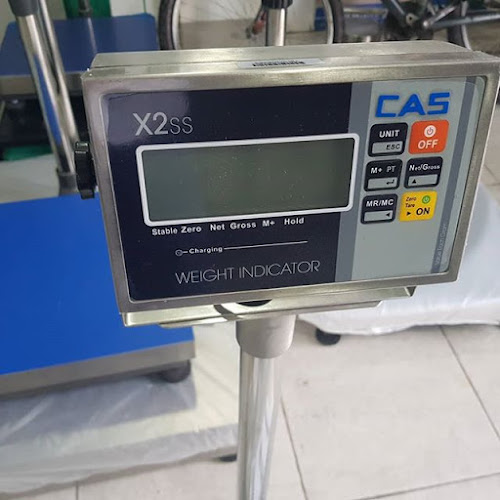 CAS
X2SS
UNIT
ESC
OFF
M+ PT
Net/Gross
MR/MC
Zero
Tare
ON
Stable Zero Net Gross M+ Hold
Charging
WEIGHT INDICATOR